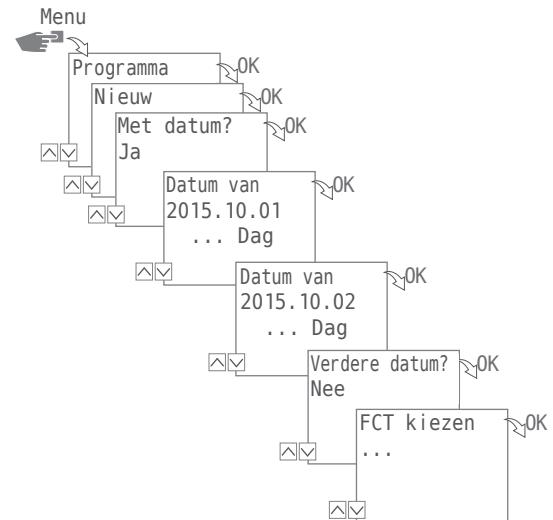 Menu
Programma
OK
Nieuw
OK
Met datum?
OK
Ja
Datum van
OK
2015.10.01
... Dag
Datum van
OK
2015.10.02
... Dag
Verdere datum?
OK
Nee
FCT kiezen
OK
...